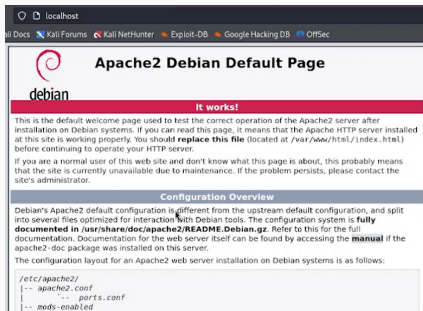 localhost
ali Docs Kali Forums Kali NetHunter Exploit-DB Google Hacking DB OffSec
Apache2 Debian Default Page
debian
It works!
This is the default welcome page used to test the correct operation of the Apache2 server after
installation on Debian systems. If you can read this page, it means that the Apache HTTP server installed
at this site is working properly. You should replace this file (located at /var/www/html/index.html)
before continuing to operate your HTTP server.
If you are a normal user of this web site and don't know what this page is about, this probably means
that the site is currently unavailable due to maintenance. If the problem persists, please contact the
site's administrator.
Configuration Overview
Debian's Apache2 default configuration is different from the upstream default configuration, and split
into several files optimized for interaction with Debian tools. The configuration system is fully
documented in /usr/share/doc/apache2/README.Debian.gz. Refer to this for the full
documentation. Documentation for the web server itself can be found by accessing the manual if the
apache2-doc package was installed on this server.
The configuration layout for an Apache2 web server installation on Debian systems is as follows:
/etc/apache2/
|-- apache2.conf
| `-- ports.conf
|-- mods-enabled